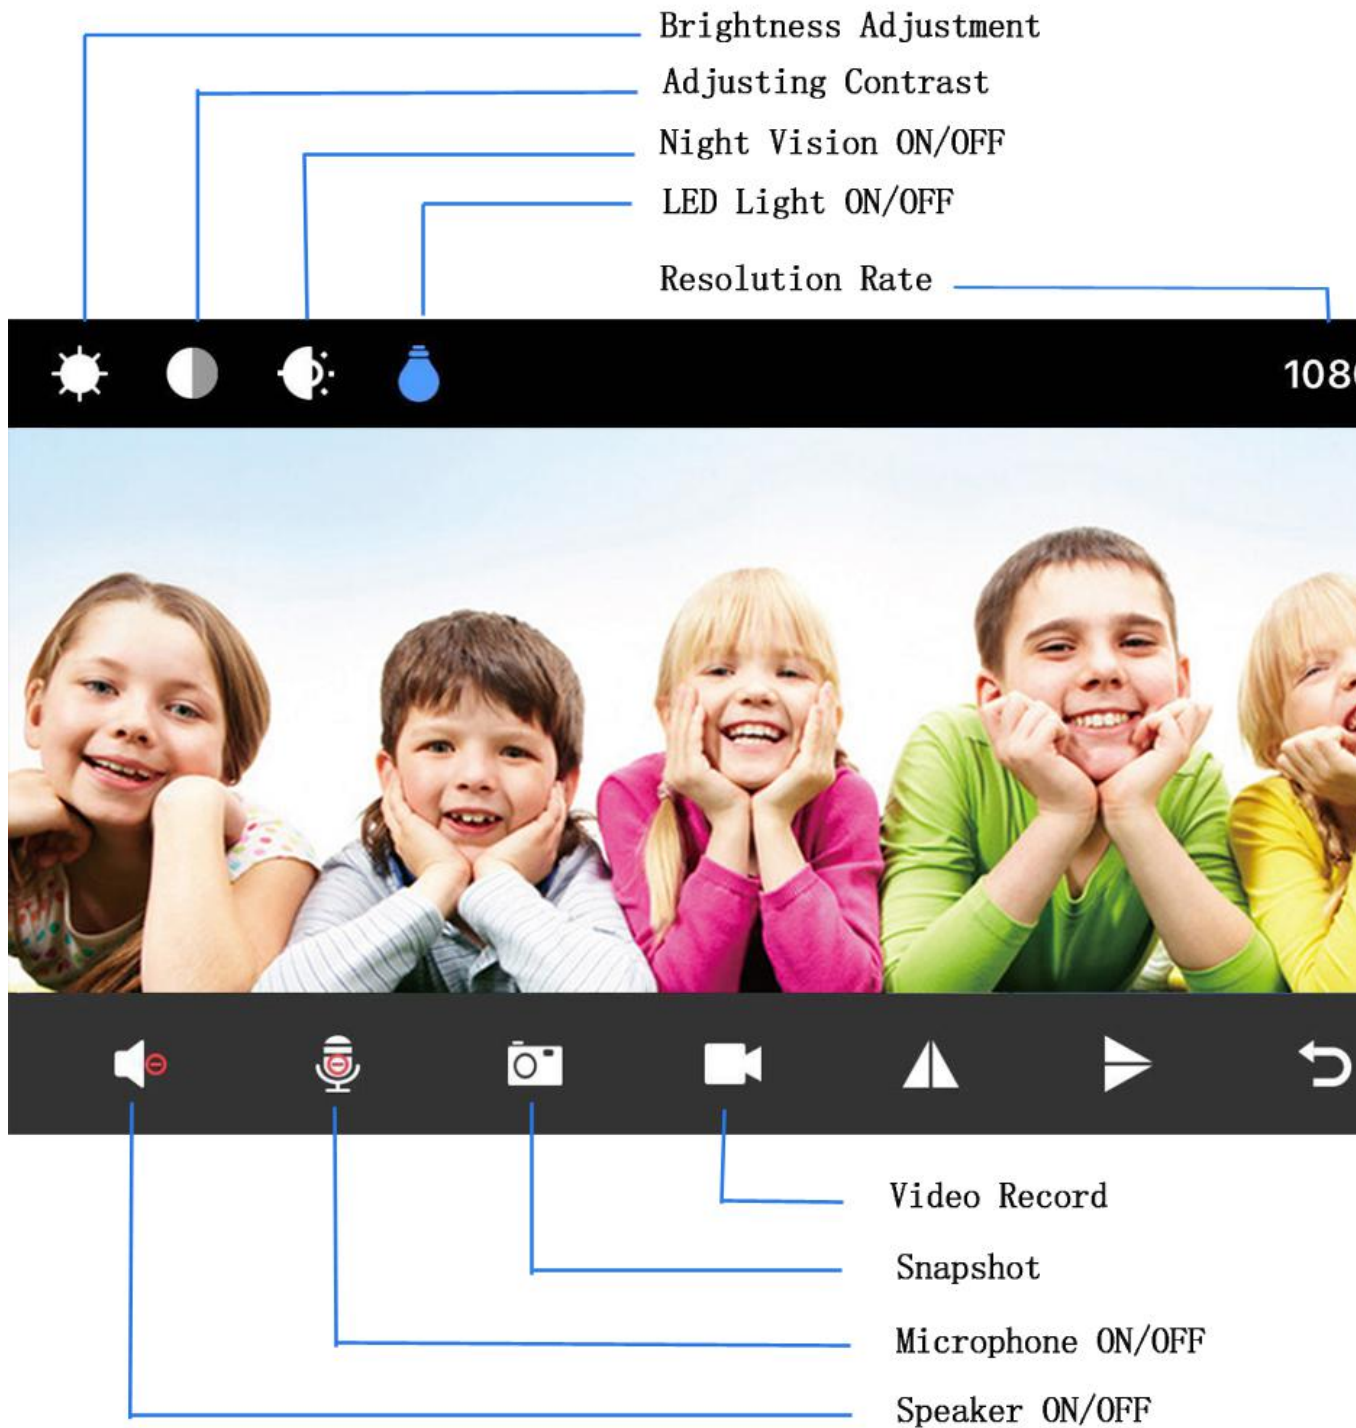 Brightness Adjustment
Adjusting Contrast
Night Vision ON/OFF
LED Light ON/OFF
Resolution Rate
108
Video Record
Snapshot
Microphone ON/OFF
Speaker ON/OFF